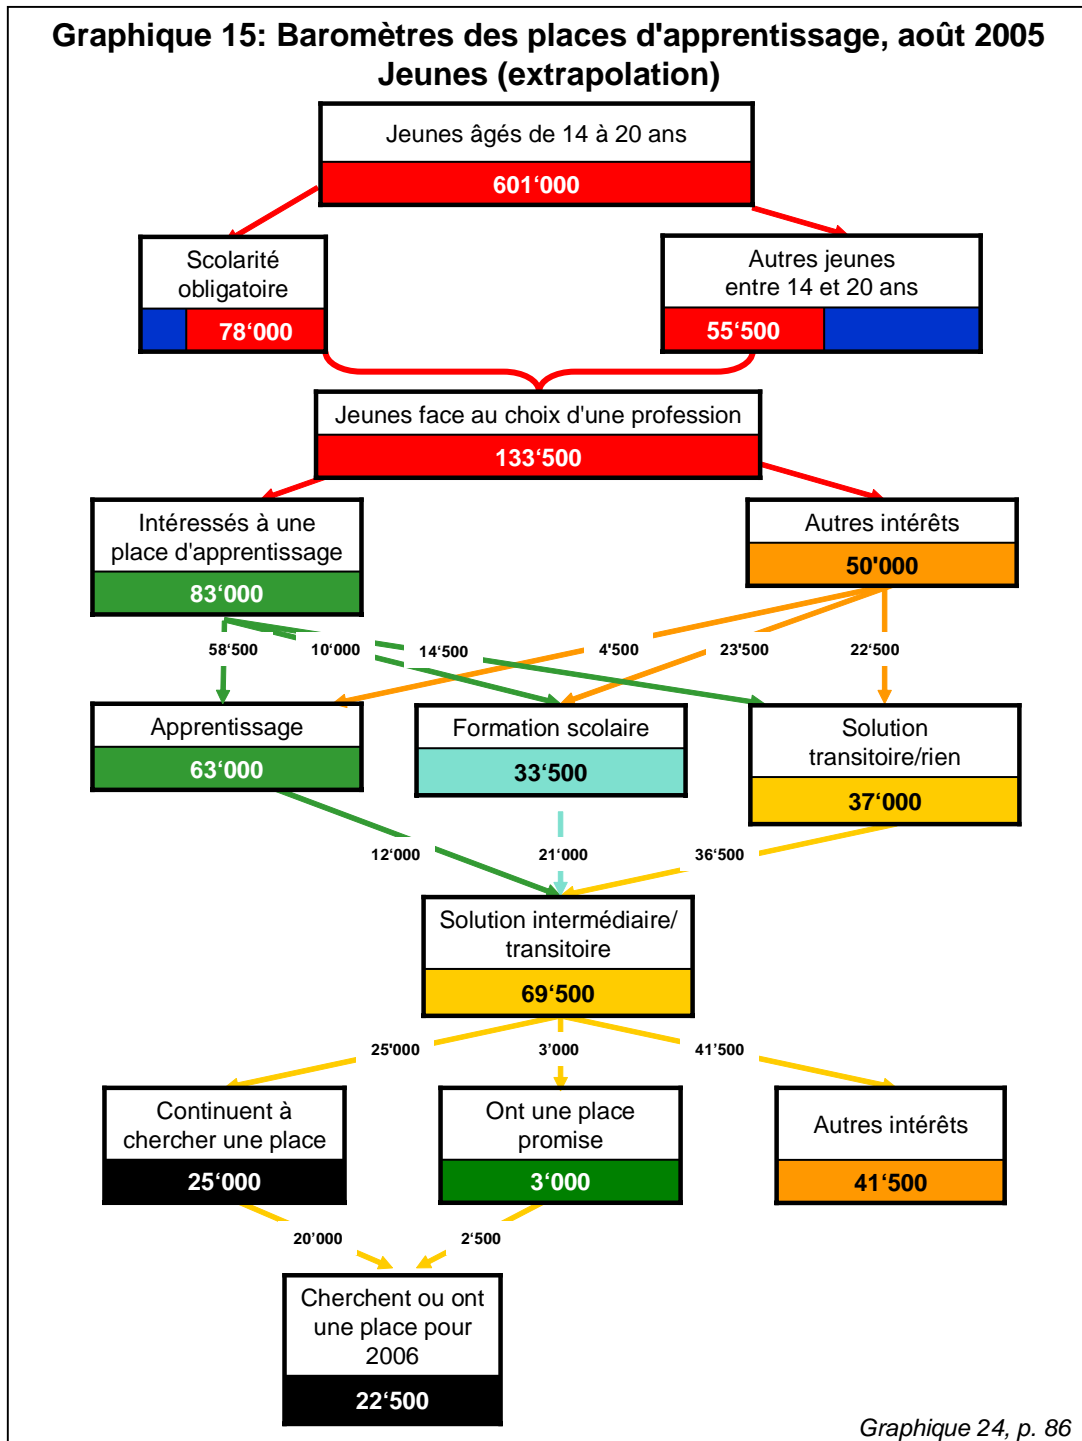 Graphique 15: Baromètres des places d'apprentissage, août 2005
Jeunes (extrapolation)
Jeunes âgés de 14 à 20 ans
601‘000
Scolarité
obligatoire
78‘000
Autres jeunes
entre 14 et 20 ans
55‘500
Jeunes face au choix d'une profession
133‘500
Intéressés à une
place d'apprentissage
83‘000
Autres intérêts
50'000
58‘500
10‘000
14‘500
4'500
23'500
22‘500
Apprentissage
63‘000
Formation scolaire
33‘500
Solution
transitoire/rien
37‘000
12‘000
21‘000
36‘500
Solution intermédiaire/
transitoire
69‘500
25'000
3’000
41’500
Continuent à
chercher une place
25‘000
Ont une place
promise
3‘000
Autres intérêts
41‘500
20’000
2‘500
Cherchent ou ont
une place pour
2006
22‘500
Graphique 24, p. 86